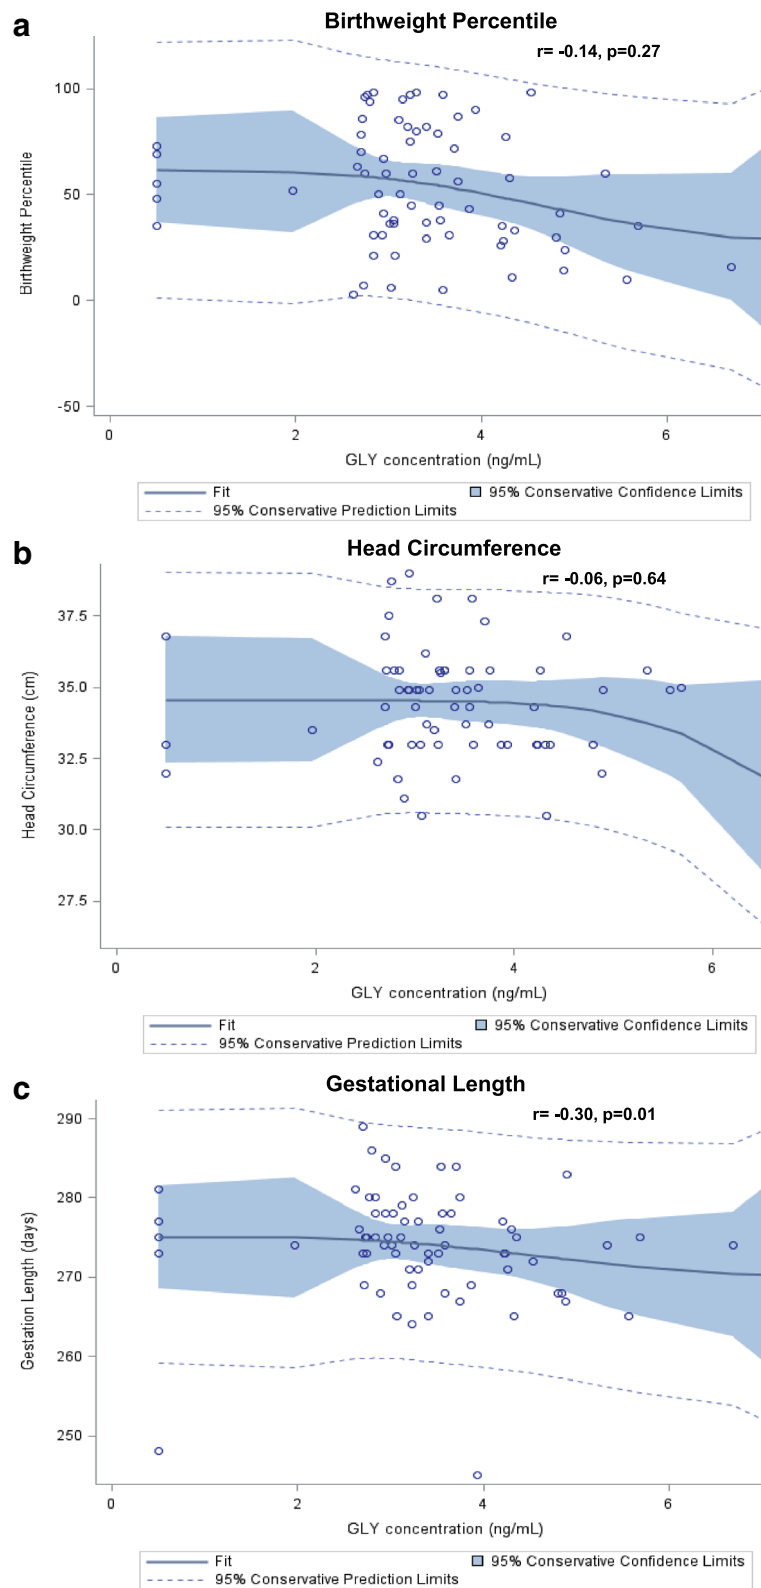 a
Birthweight Percentile
r= -0.14, p=0.27
100
50
0
-50
Birthweight Percentile
0 2 4 6
GLY concentration (ng/mL)
Fit 95% Conservative Confidence Limits
95% Conservative Prediction Limits
b
Head Circumference
r= -0.06, p=0.64
37.5
35.0
32.5
30.0
27.5
Head Circumference (cm)
0 2 4 6
GLY concentration (ng/mL)
Fit 95% Conservative Confidence Limits
95% Conservative Prediction Limits
c
Gestational Length
r= -0.30, p=0.01
290
280
270
260
250
Gestation Length (days)
0 2 4 6
GLY concentration (ng/mL)
Fit 95% Conservative Confidence Limits
95% Conservative Prediction Limits